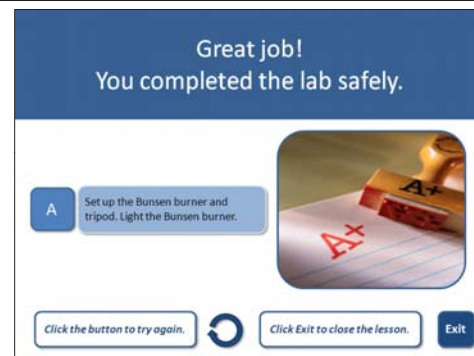 Great job!
You completed the lab safely.
A
Set up the Bunsen burner and
tripod. Light the Bunsen burner.
A+
A+
Click the button to try again.
Click Exit to close the lesson.
Exit